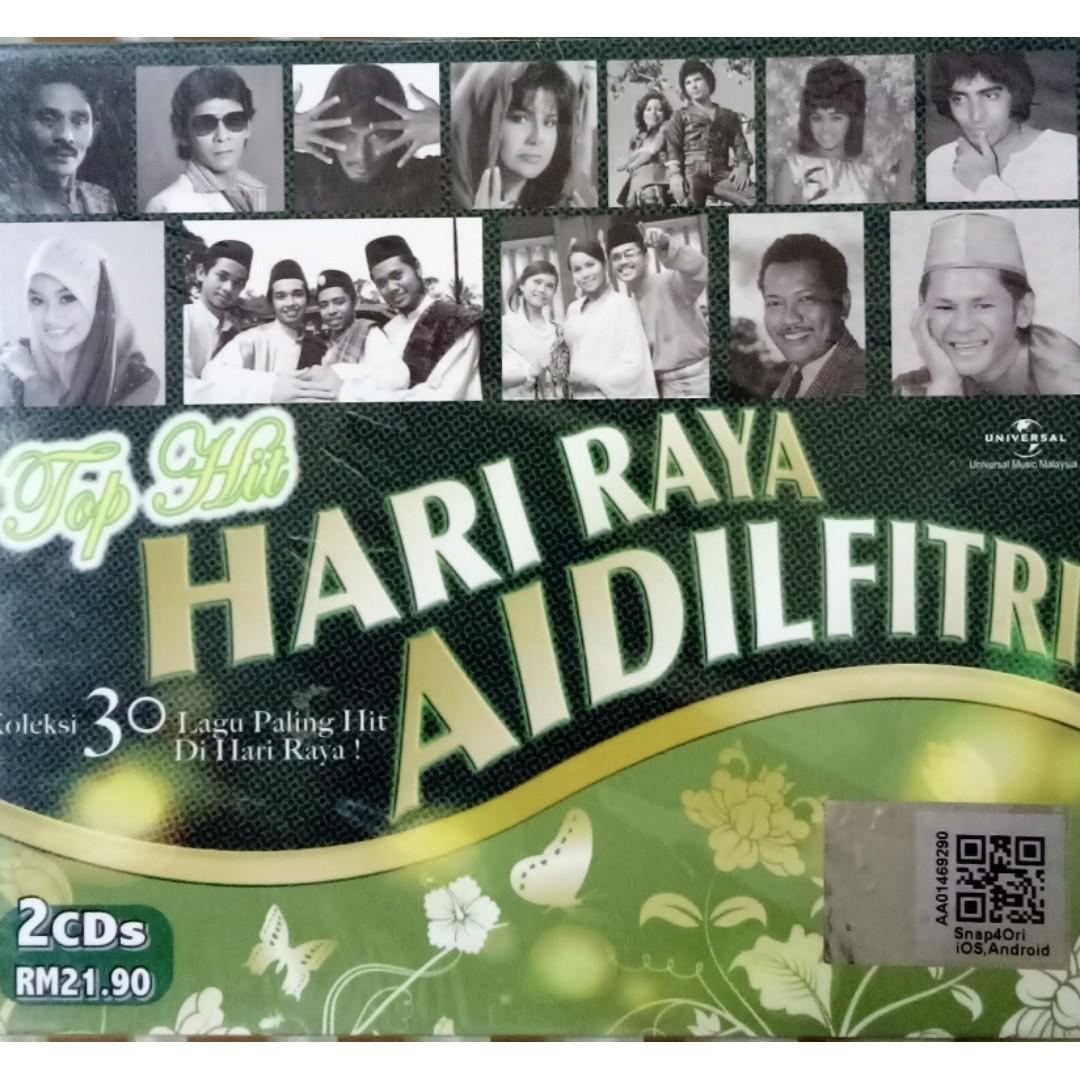 Top Hit
HARI RAYA
AIDILFITRI
UNIVERSAL
Universal Music Malaysia
Koleksi 30 Lagu Paling Hit
Di Hari Raya !
2CDs
RM21.90
AA01469290
Snap4Ori
iOS,Android